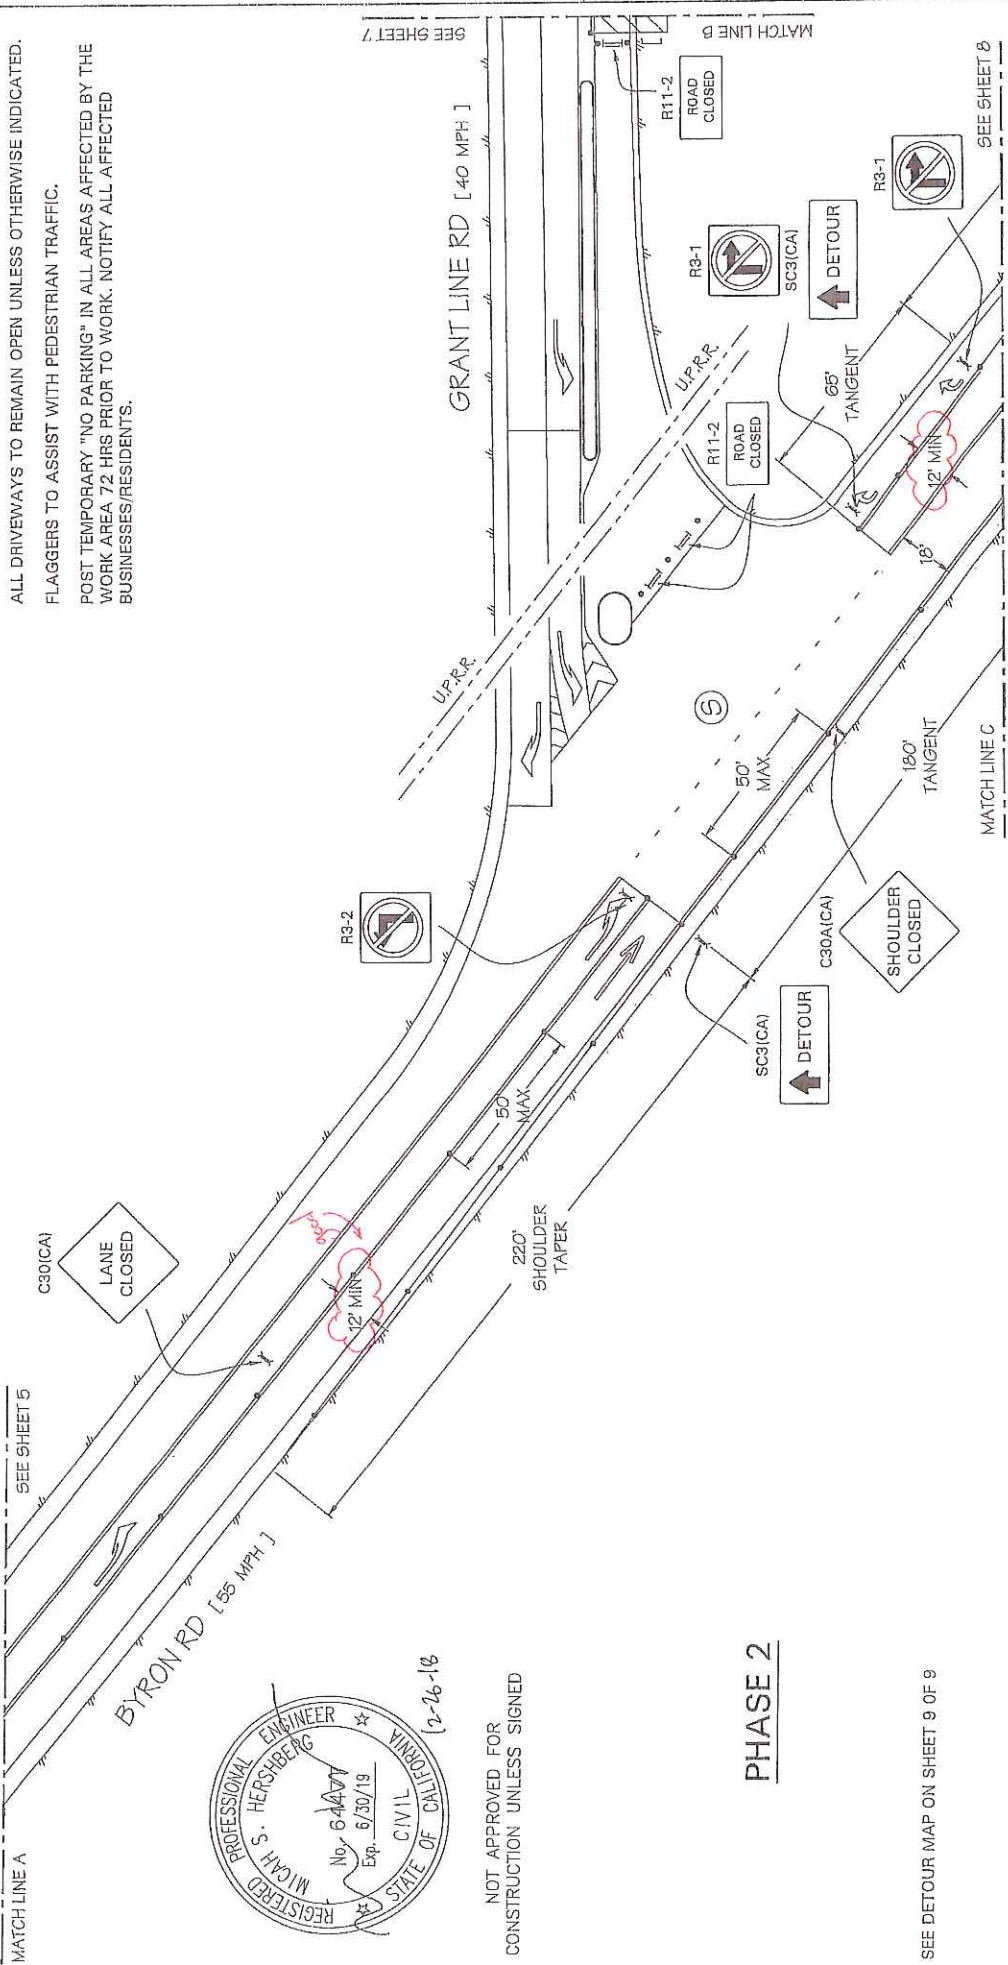 ALL DRIVEWAYS TO REMAIN OPEN UNLESS OTHERWISE INDICATED.
FLAGGERS TO ASSIST WITH PEDESTRIAN TRAFFIC.
POST TEMPORARY "NO PARKING" IN ALL AREAS AFFECTED BY THE
WORK AREA 72 HRS PRIOR TO WORK. NOTIFY ALL AFFECTED
BUSINESSES/RESIDENTS.
MATCH LINE A
SEE SHEET 5
SEE SHEET 7
MATCH LINE B
GRANT LINE RD [ 40 MPH ]
R11-2
ROAD
CLOSED
C30(CA)
LANE
CLOSED
R3-2
U.P.R.R.
U.P.R.R.
R11-2
ROAD
CLOSED
R3-1
SC3(CA)
DETOUR
R3-1
65'
TANGENT
12' MIN
18'
SEE SHEET 8
MATCH LINE C
BYRON RD [ 55 MPH ]
12' MIN
50'
MAX
220'
SHOULDER
TAPER
S
50'
MAX
180'
TANGENT
SC3(CA)
DETOUR
C30A(CA)
SHOULDER
CLOSED
REGISTERED PROFESSIONAL ENGINEER
MICAH S. HERSHBERG
No.
Exp. 6/30/19
CIVIL
STATE OF CALIFORNIA
12-26-18
NOT APPROVED FOR
CONSTRUCTION UNLESS SIGNED
PHASE 2
SEE DETOUR MAP ON SHEET 9 OF 9